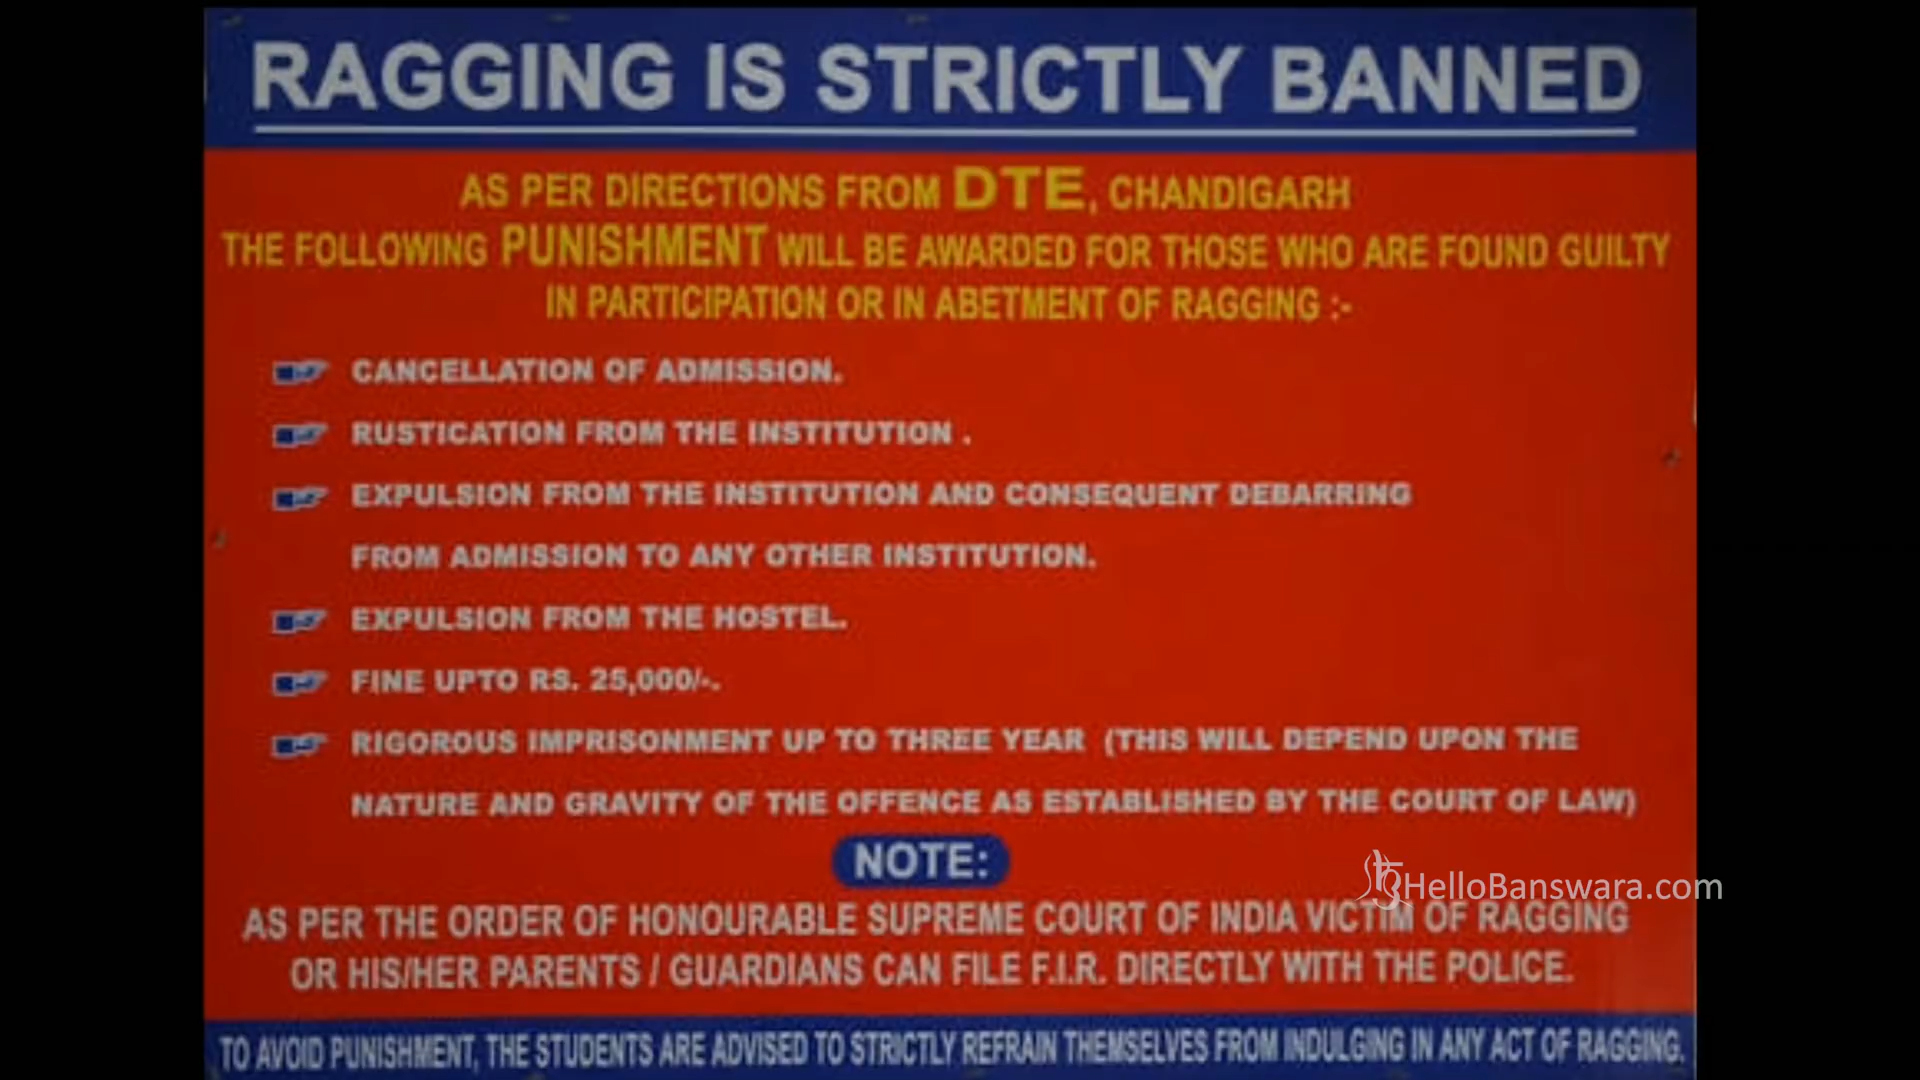 RAGGING IS STRICTLY BANNED
AS PER DIRECTIONS FROM DTE, CHANDIGARH
THE FOLLOWING PUNISHMENT WILL BE AWARDED FOR THOSE WHO ARE FOUND GUILTY
IN PARTICIPATION OR IN ABETMENT OF RAGGING :-
CANCELLATION OF ADMISSION.
RUSTICATION FROM THE INSTITUTION .
EXPULSION FROM THE INSTITUTION AND CONSEQUENT DEBARRING
FROM ADMISSION TO ANY OTHER INSTITUTION.
EXPULSION FROM THE HOSTEL.
FINE UPTO RS. 25,000/-.
RIGOROUS IMPRISONMENT UP TO THREE YEAR (THIS WILL DEPEND UPON THE
NATURE AND GRAVITY OF THE OFFENCE AS ESTABLISHED BY THE COURT OF LAW)
NOTE:
HelloBanswara.com
AS PER THE ORDER OF HONOURABLE SUPREME COURT OF INDIA VICTIM OF RAGGING
OR HIS/HER PARENTS / GUARDIANS CAN FILE F.I.R. DIRECTLY WITH THE POLICE.
TO AVOID PUNISHMENT, THE STUDENTS ARE ADVISED TO STRICTLY REFRAIN THEMSELVES FROM INDULGING IN ANY ACT OF RAGGING.